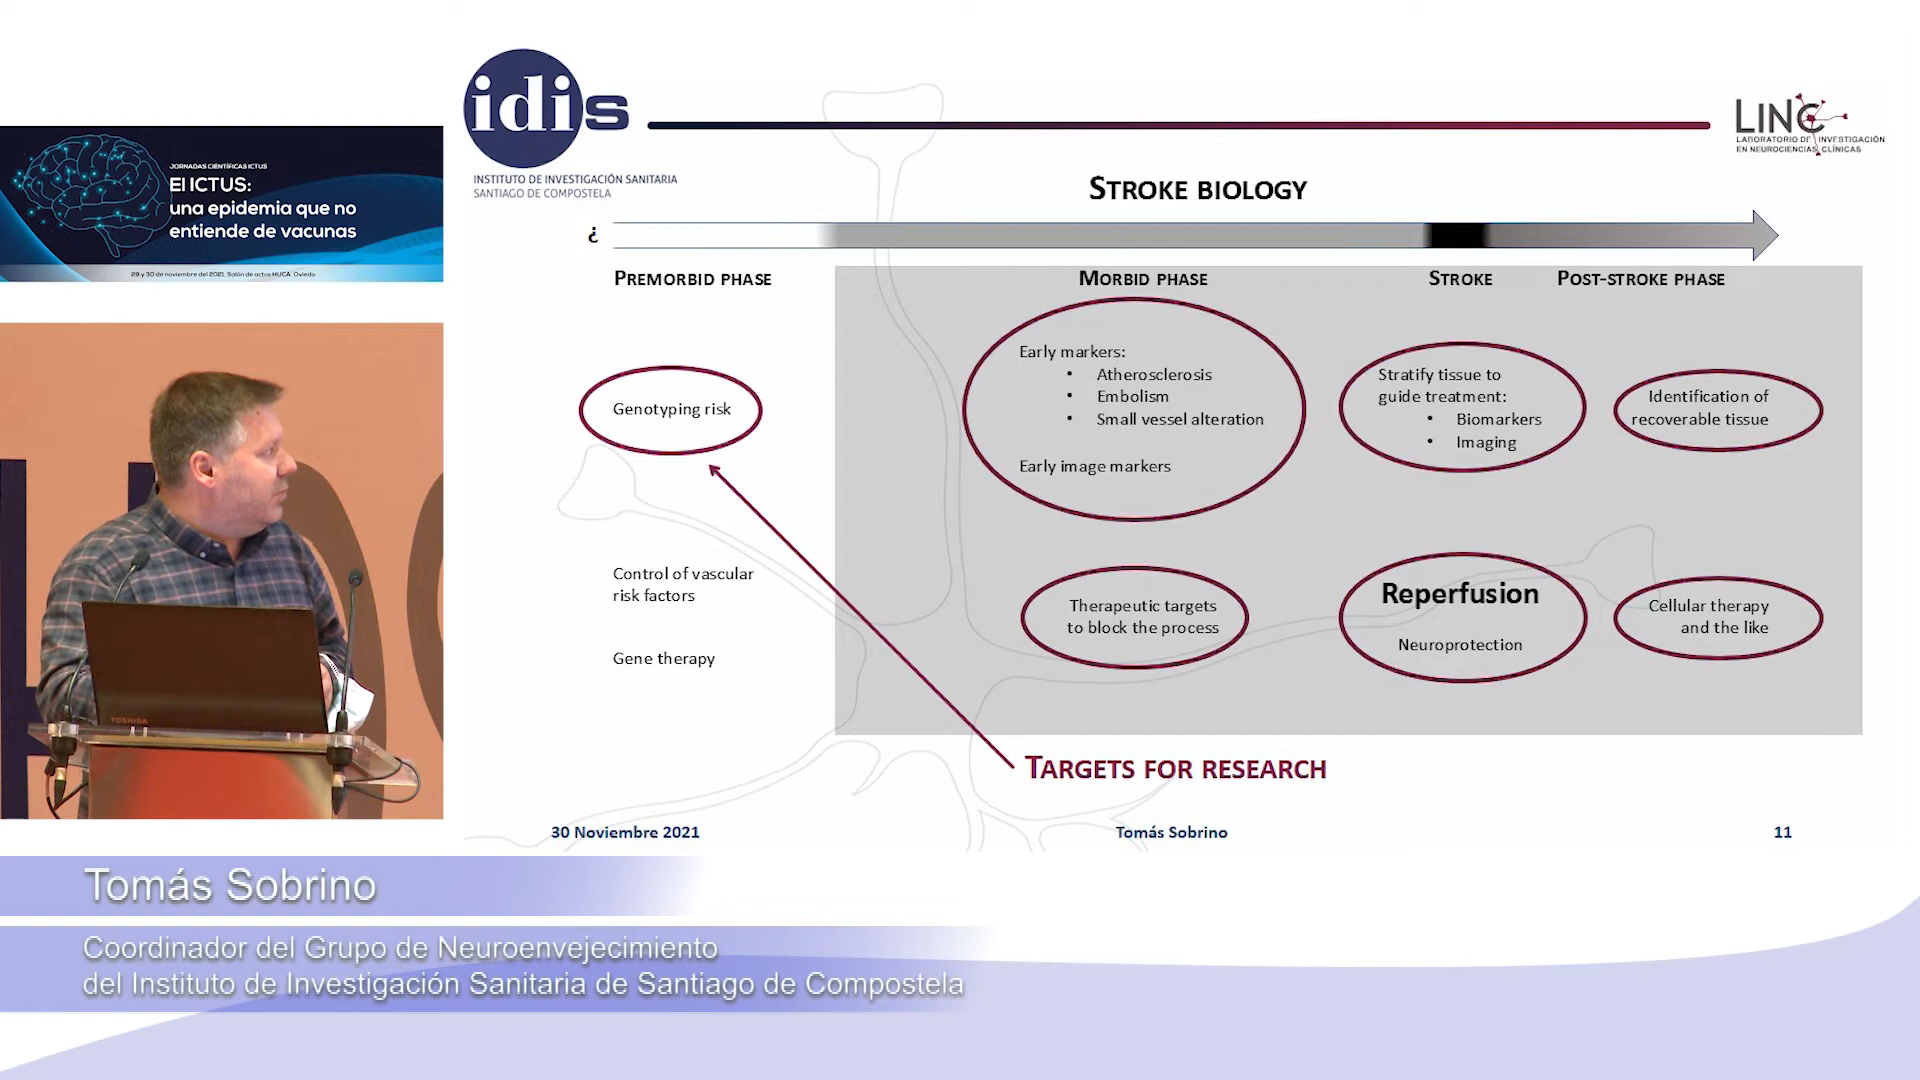 idis
INSTITUTO DE INVESTIGACIÓN SANITARIA
SANTIAGO DE COMPOSTELA
LINC
LABORATORIO DE INVESTIGACIÓN
EN NEUROCIENCIAS CLÍNICAS
JORNADAS CIENTÍFICAS ICTUS
El ICTUS:
una epidemia que no
entiende de vacunas
29 y 30 de noviembre del 2021. Salón de actos HUCA. Oviedo
STROKE BIOLOGY
¿
PREMORBID PHASE
MORBID PHASE
STROKE
POST-STROKE PHASE
Genotyping risk
Early markers:
• Atherosclerosis
• Embolism
• Small vessel alteration
Early image markers
Stratify tissue to
guide treatment:
• Biomarkers
• Imaging
Identification of
recoverable tissue
Control of vascular
risk factors
Gene therapy
Therapeutic targets
to block the process
Reperfusion
Neuroprotection
Cellular therapy
and the like
TARGETS FOR RESEARCH
30 Noviembre 2021
Tomás Sobrino
11
TOSHIBA
Tomás Sobrino
Coordinador del Grupo de Neuroenvejecimiento
del Instituto de Investigación Sanitaria de Santiago de Compostela